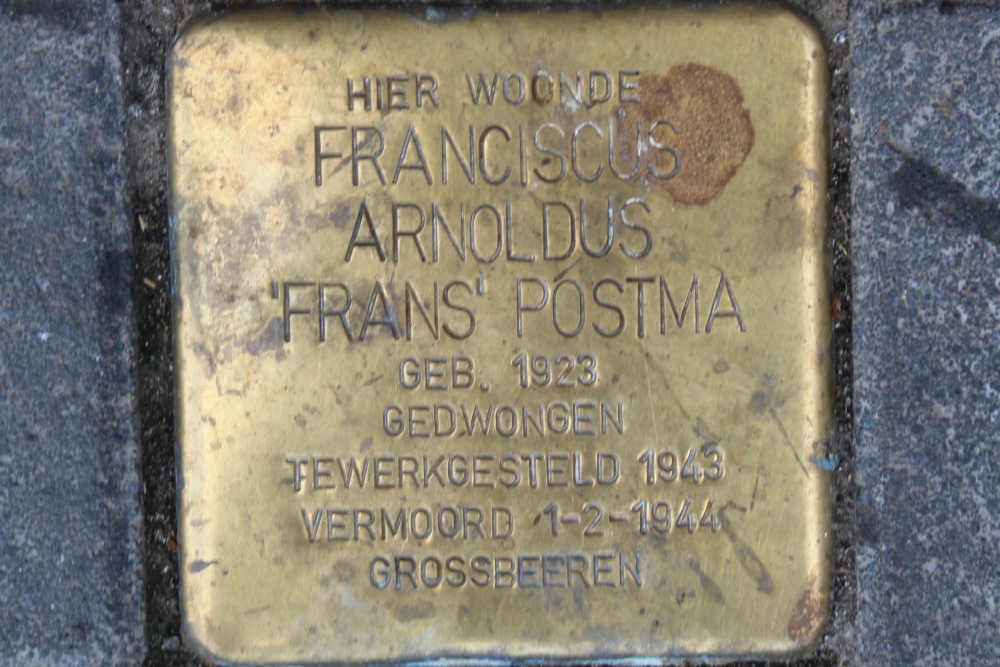 HIER WOONDE
FRANCISCUS
ARNOLDUS
'FRANS' POSTMA
GEB. 1923
GEDWONGEN
TEWERKGESTELD 1943
VERMOORD 1-2-1944
GROSSBEEREN